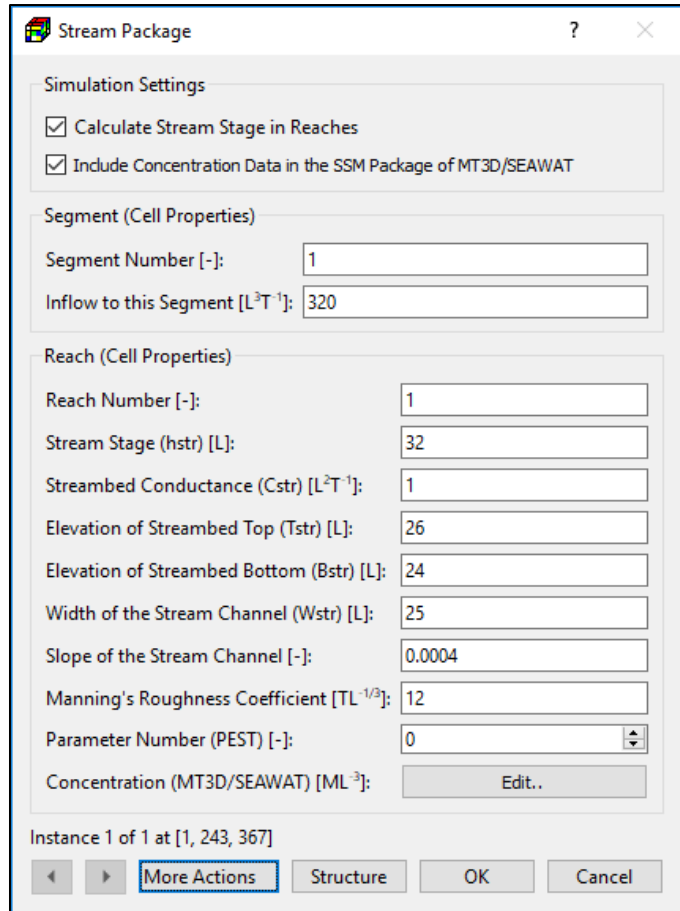 Stream Package ?
Simulation Settings
Calculate Stream Stage in Reaches
Include Concentration Data in the SSM Package of MT3D/SEAWAT
Segment (Cell Properties)
Segment Number [-]: 1
Inflow to this Segment [L³T⁻¹]: 320
Reach (Cell Properties)
Reach Number [-]: 1
Stream Stage (hstr) [L]: 32
Streambed Conductance (Cstr) [L²T⁻¹]: 1
Elevation of Streambed Top (Tstr) [L]: 26
Elevation of Streambed Bottom (Bstr) [L]: 24
Width of the Stream Channel (Wstr) [L]: 25
Slope of the Stream Channel [-]: 0.0004
Manning's Roughness Coefficient [TL⁻¹ᐟ³]: 12
Parameter Number (PEST) [-]: 0
Concentration (MT3D/SEAWAT) [ML⁻³]: Edit..
Instance 1 of 1 at [1, 243, 367]
More Actions Structure OK Cancel